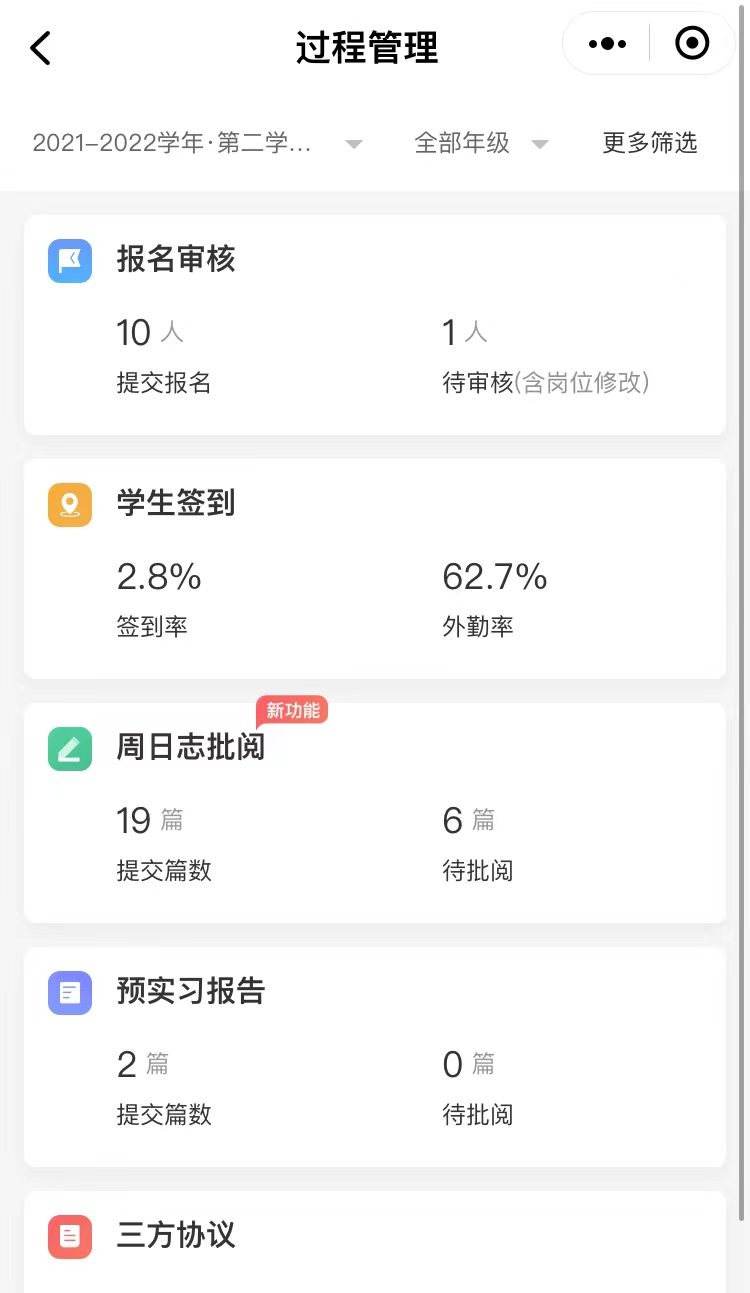 过程管理
2021-2022学年·第二学... 全部年级 更多筛选
报名审核
10 人 1 人
提交报名 待审核(含岗位修改)
学生签到
2.8% 62.7%
签到率 外勤率
新功能
周日志批阅
19 篇 6 篇
提交篇数 待批阅
预实习报告
2 篇 0 篇
提交篇数 待批阅
三方协议